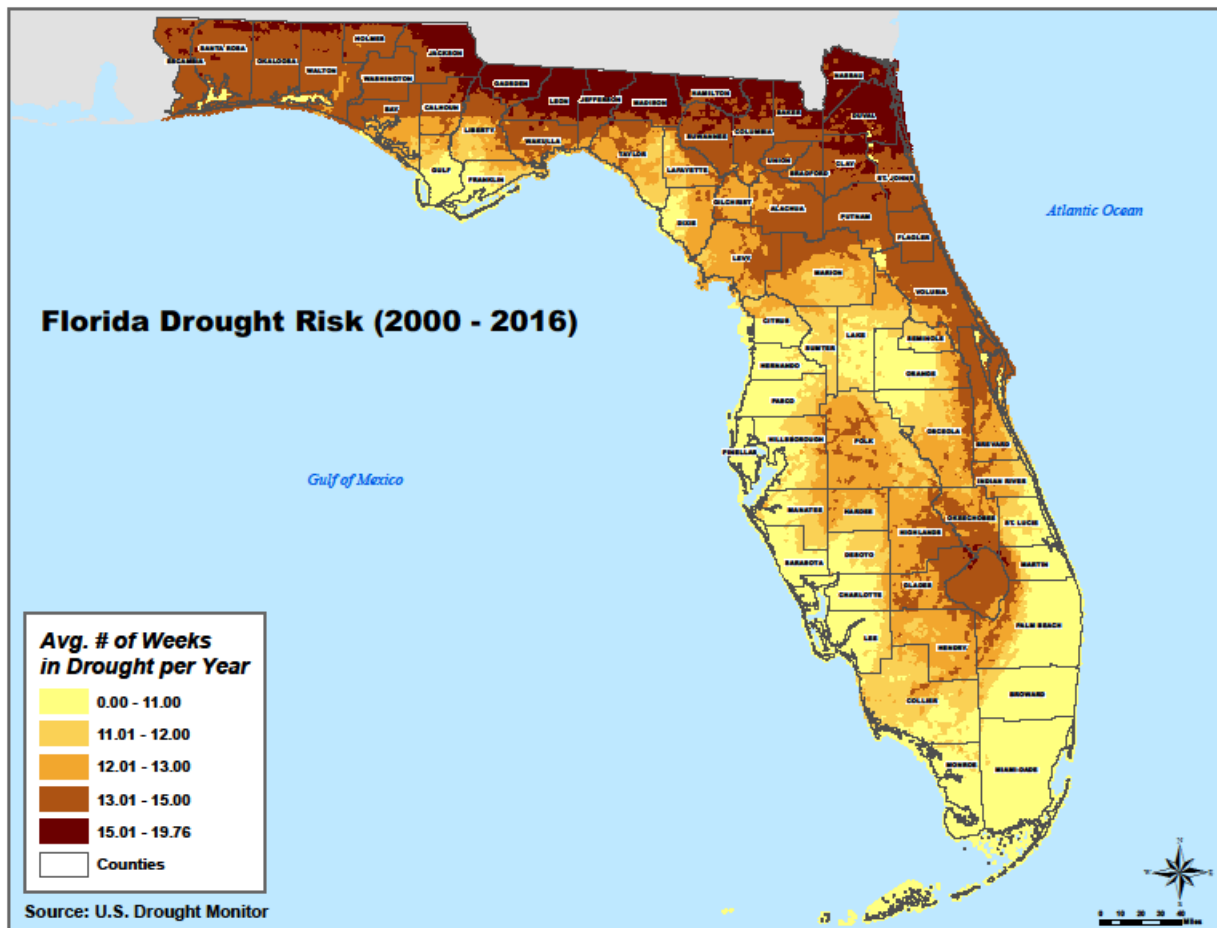 HOLMES
SANTA ROSA
JACKSON
ESCAMBIA
OKALOOSA
WALTON
WASHINGTON
NASSAU
GADSDEN
HAMILTON
LEON
JEFFERSON
MADISON
BAY
CALHOUN
BAKER
DUVAL
LIBERTY
SUWANNEE
COLUMBIA
WAKULLA
TAYLOR
UNION
CLAY
LAFAYETTE
BRADFORD
GULF
FRANKLIN
ST. JOHNS
GILCHRIST
ALACHUA
PUTNAM
Atlantic Ocean
DIXIE
FLAGLER
LEVY
MARION
VOLUSIA
Florida Drought Risk (2000 - 2016)
CITRUS
LAKE
SEMINOLE
SUMTER
HERNANDO
ORANGE
PASCO
OSCEOLA
HILLSBOROUGH
POLK
BREVARD
PINELLAS
Gulf of Mexico
INDIAN RIVER
MANATEE
HARDEE
OKEECHOBEE
ST. LUCIE
HIGHLANDS
DESOTO
SARASOTA
MARTIN
GLADES
CHARLOTTE
PALM BEACH
LEE
HENDRY
BROWARD
COLLIER
MONROE
MIAMI-DADE
Avg. # of Weeks
in Drought per Year
0.00 - 11.00
11.01 - 12.00
12.01 - 13.00
13.01 - 15.00
15.01 - 19.76
Counties
Source: U.S. Drought Monitor
N
W
E
S
0 10 20 30 40
Miles